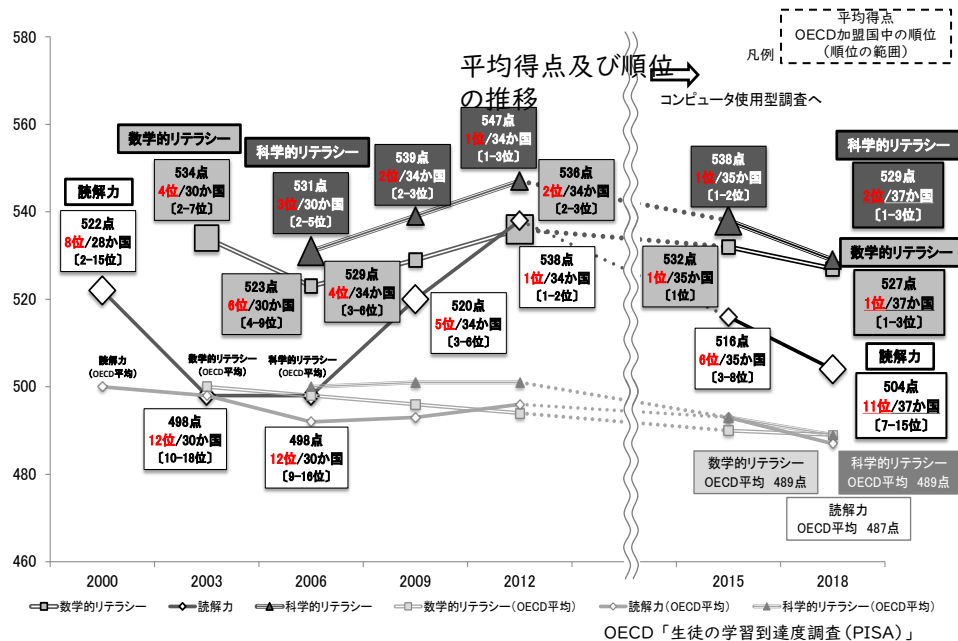 平均得点
OECD加盟国中の順位
(順位の範囲)
凡例
平均得点及び順位
の推移
コンピュータ使用型調査へ
580
560
540
520
500
480
460
読解力
522点
8位/28か国
〔2-15位〕
数学的リテラシー
534点
4位/30か国
〔2-7位〕
科学的リテラシー
531点
3位/30か国
〔2-5位〕
539点
2位/34か国
〔2-3位〕
547点
1位/34か国
〔1-3位〕
536点
2位/34か国
〔2-3位〕
538点
1位/35か国
〔1-2位〕
科学的リテラシー
529点
2位/37か国
〔1-3位〕
523点
6位/30か国
〔4-9位〕
529点
4位/34か国
〔3-6位〕
520点
5位/34か国
〔3-6位〕
538点
1位/34か国
〔1-2位〕
532点
1位/35か国
〔1位〕
数学的リテラシー
527点
1位/37か国
〔1-3位〕
516点
6位/35か国
〔3-8位〕
読解力
504点
11位/37か国
〔7-15位〕
読解力
(OECD平均)
数学的リテラシー
(OECD平均)
科学的リテラシー
(OECD平均)
498点
12位/30か国
〔10-18位〕
498点
12位/30か国
〔9-16位〕
数学的リテラシー
OECD平均 489点
科学的リテラシー
OECD平均 489点
読解力
OECD平均 487点
2000 2003 2006 2009 2012 2015 2018
数学的リテラシー 読解力 科学的リテラシー 数学的リテラシー(OECD平均) 読解力(OECD平均) 科学的リテラシー(OECD平均)
OECD「生徒の学習到達度調査(PISA)」